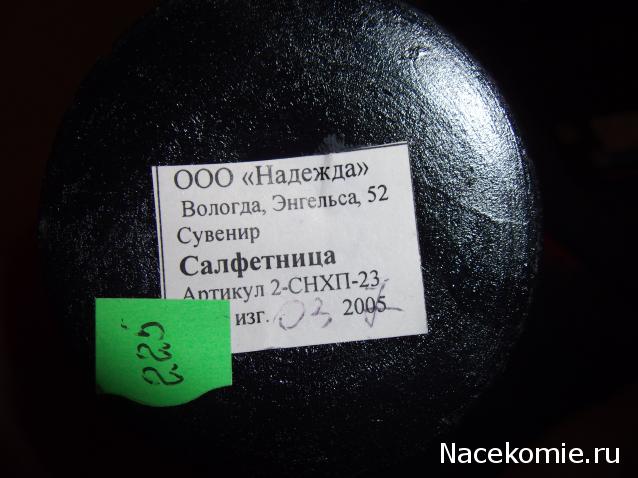 ООО «Надежда»
Вологда, Энгельса, 52
Сувенир
Салфетница
Артикул 2-СНХП-23
изг. 03, 2005
225
Nacekomie.ru